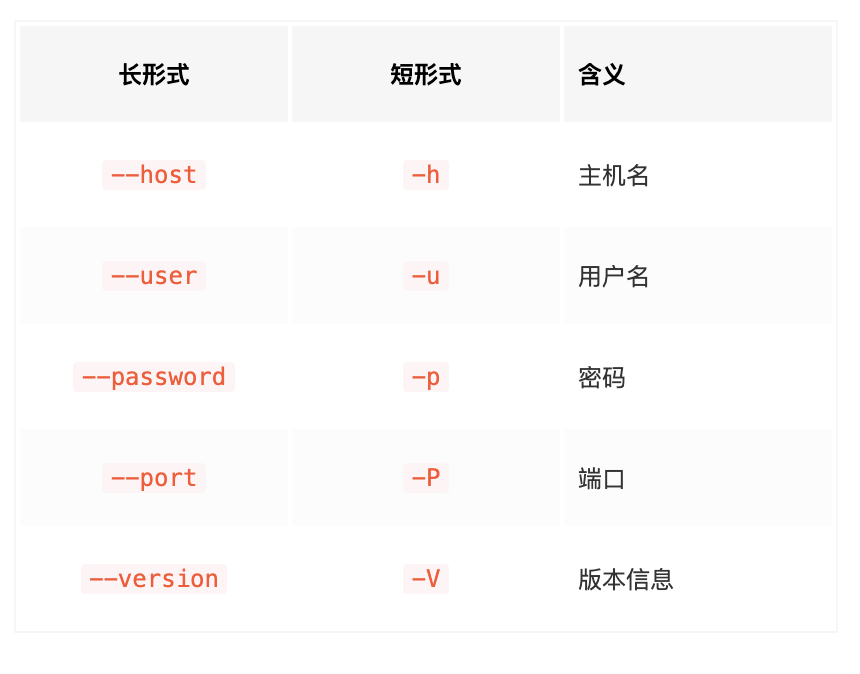 长形式 短形式 含义
--host -h 主机名
--user -u 用户名
--password -p 密码
--port -P 端口
--version -V 版本信息